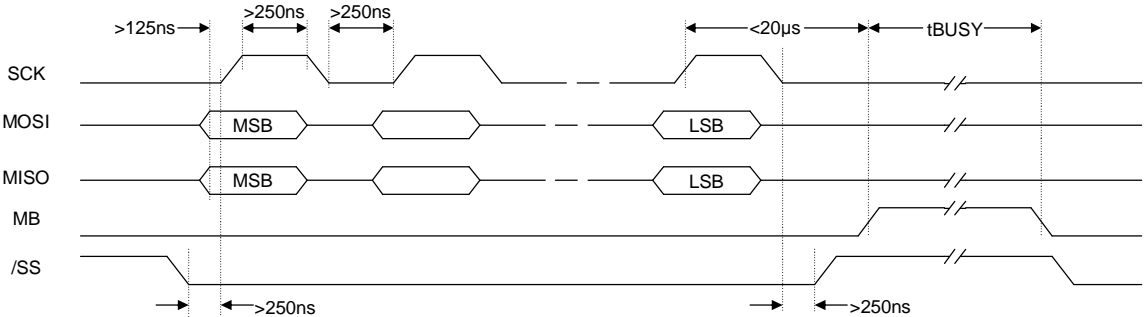 >125ns >250ns >250ns <20µs tBUSY
SCK
MOSI MSB LSB
MISO MSB LSB
MB
/SS
>250ns >250ns